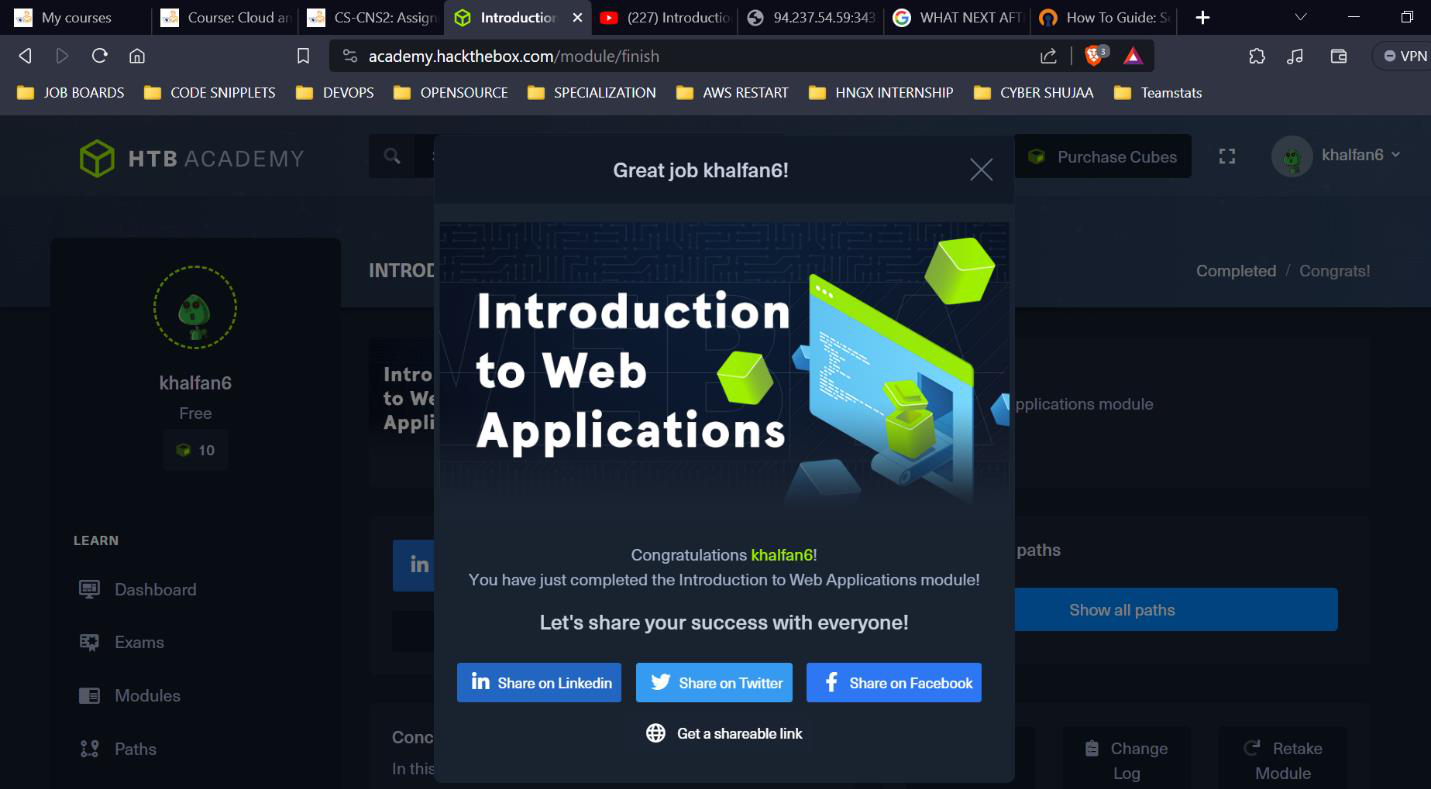 My courses
Course: Cloud an
CS-CNS2: Assign
Introduction
(227) Introductio
94.237.54.59:343
WHAT NEXT AFT
How To Guide: Se
academy.hackthebox.com/module/finish
3
VPN
JOB BOARDS
CODE SNIPPLETS
DEVOPS
OPENSOURCE
SPECIALIZATION
AWS RESTART
HNGX INTERNSHIP
CYBER SHUJAA
Teamstats
HTB ACADEMY
Great job khalfan6!
Purchase Cubes
khalfan6
INTROD
Completed / Congrats!
Introduction
to Web
Applications
khalfan6
Free
10
Intro
to We
Appli
pplications module
LEARN
Dashboard
Exams
Modules
Paths
in
Congratulations khalfan6!
You have just completed the Introduction to Web Applications module!
Let's share your success with everyone!
in Share on Linkedin
Share on Twitter
f Share on Facebook
Get a shareable link
paths
Show all paths
Conc
In this
Change
Log
Retake
Module